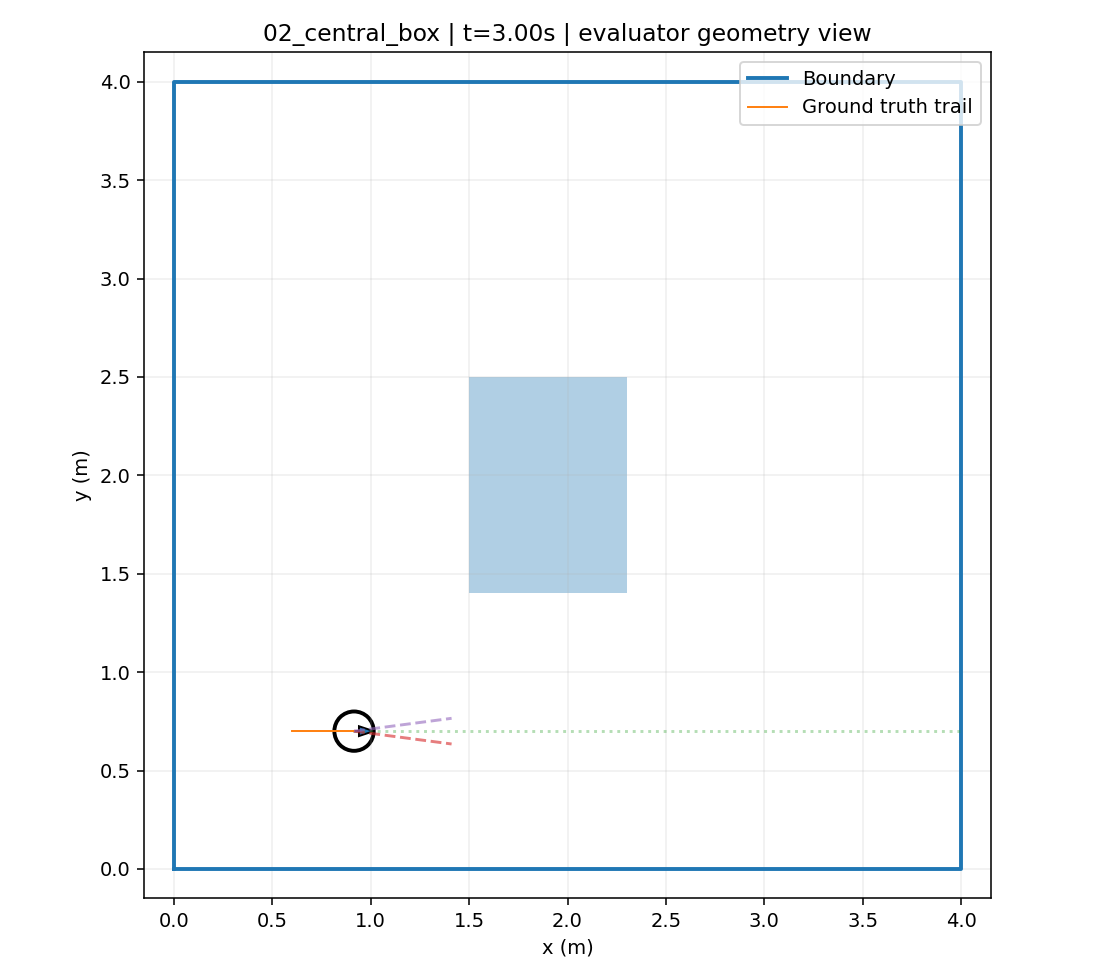 02_central_box | t=3.00s | evaluator geometry view
Boundary
Ground truth trail
4.0
3.5
3.0
2.5
2.0
1.5
1.0
0.5
0.0
y (m)
0.0 0.5 1.0 1.5 2.0 2.5 3.0 3.5 4.0
x (m)